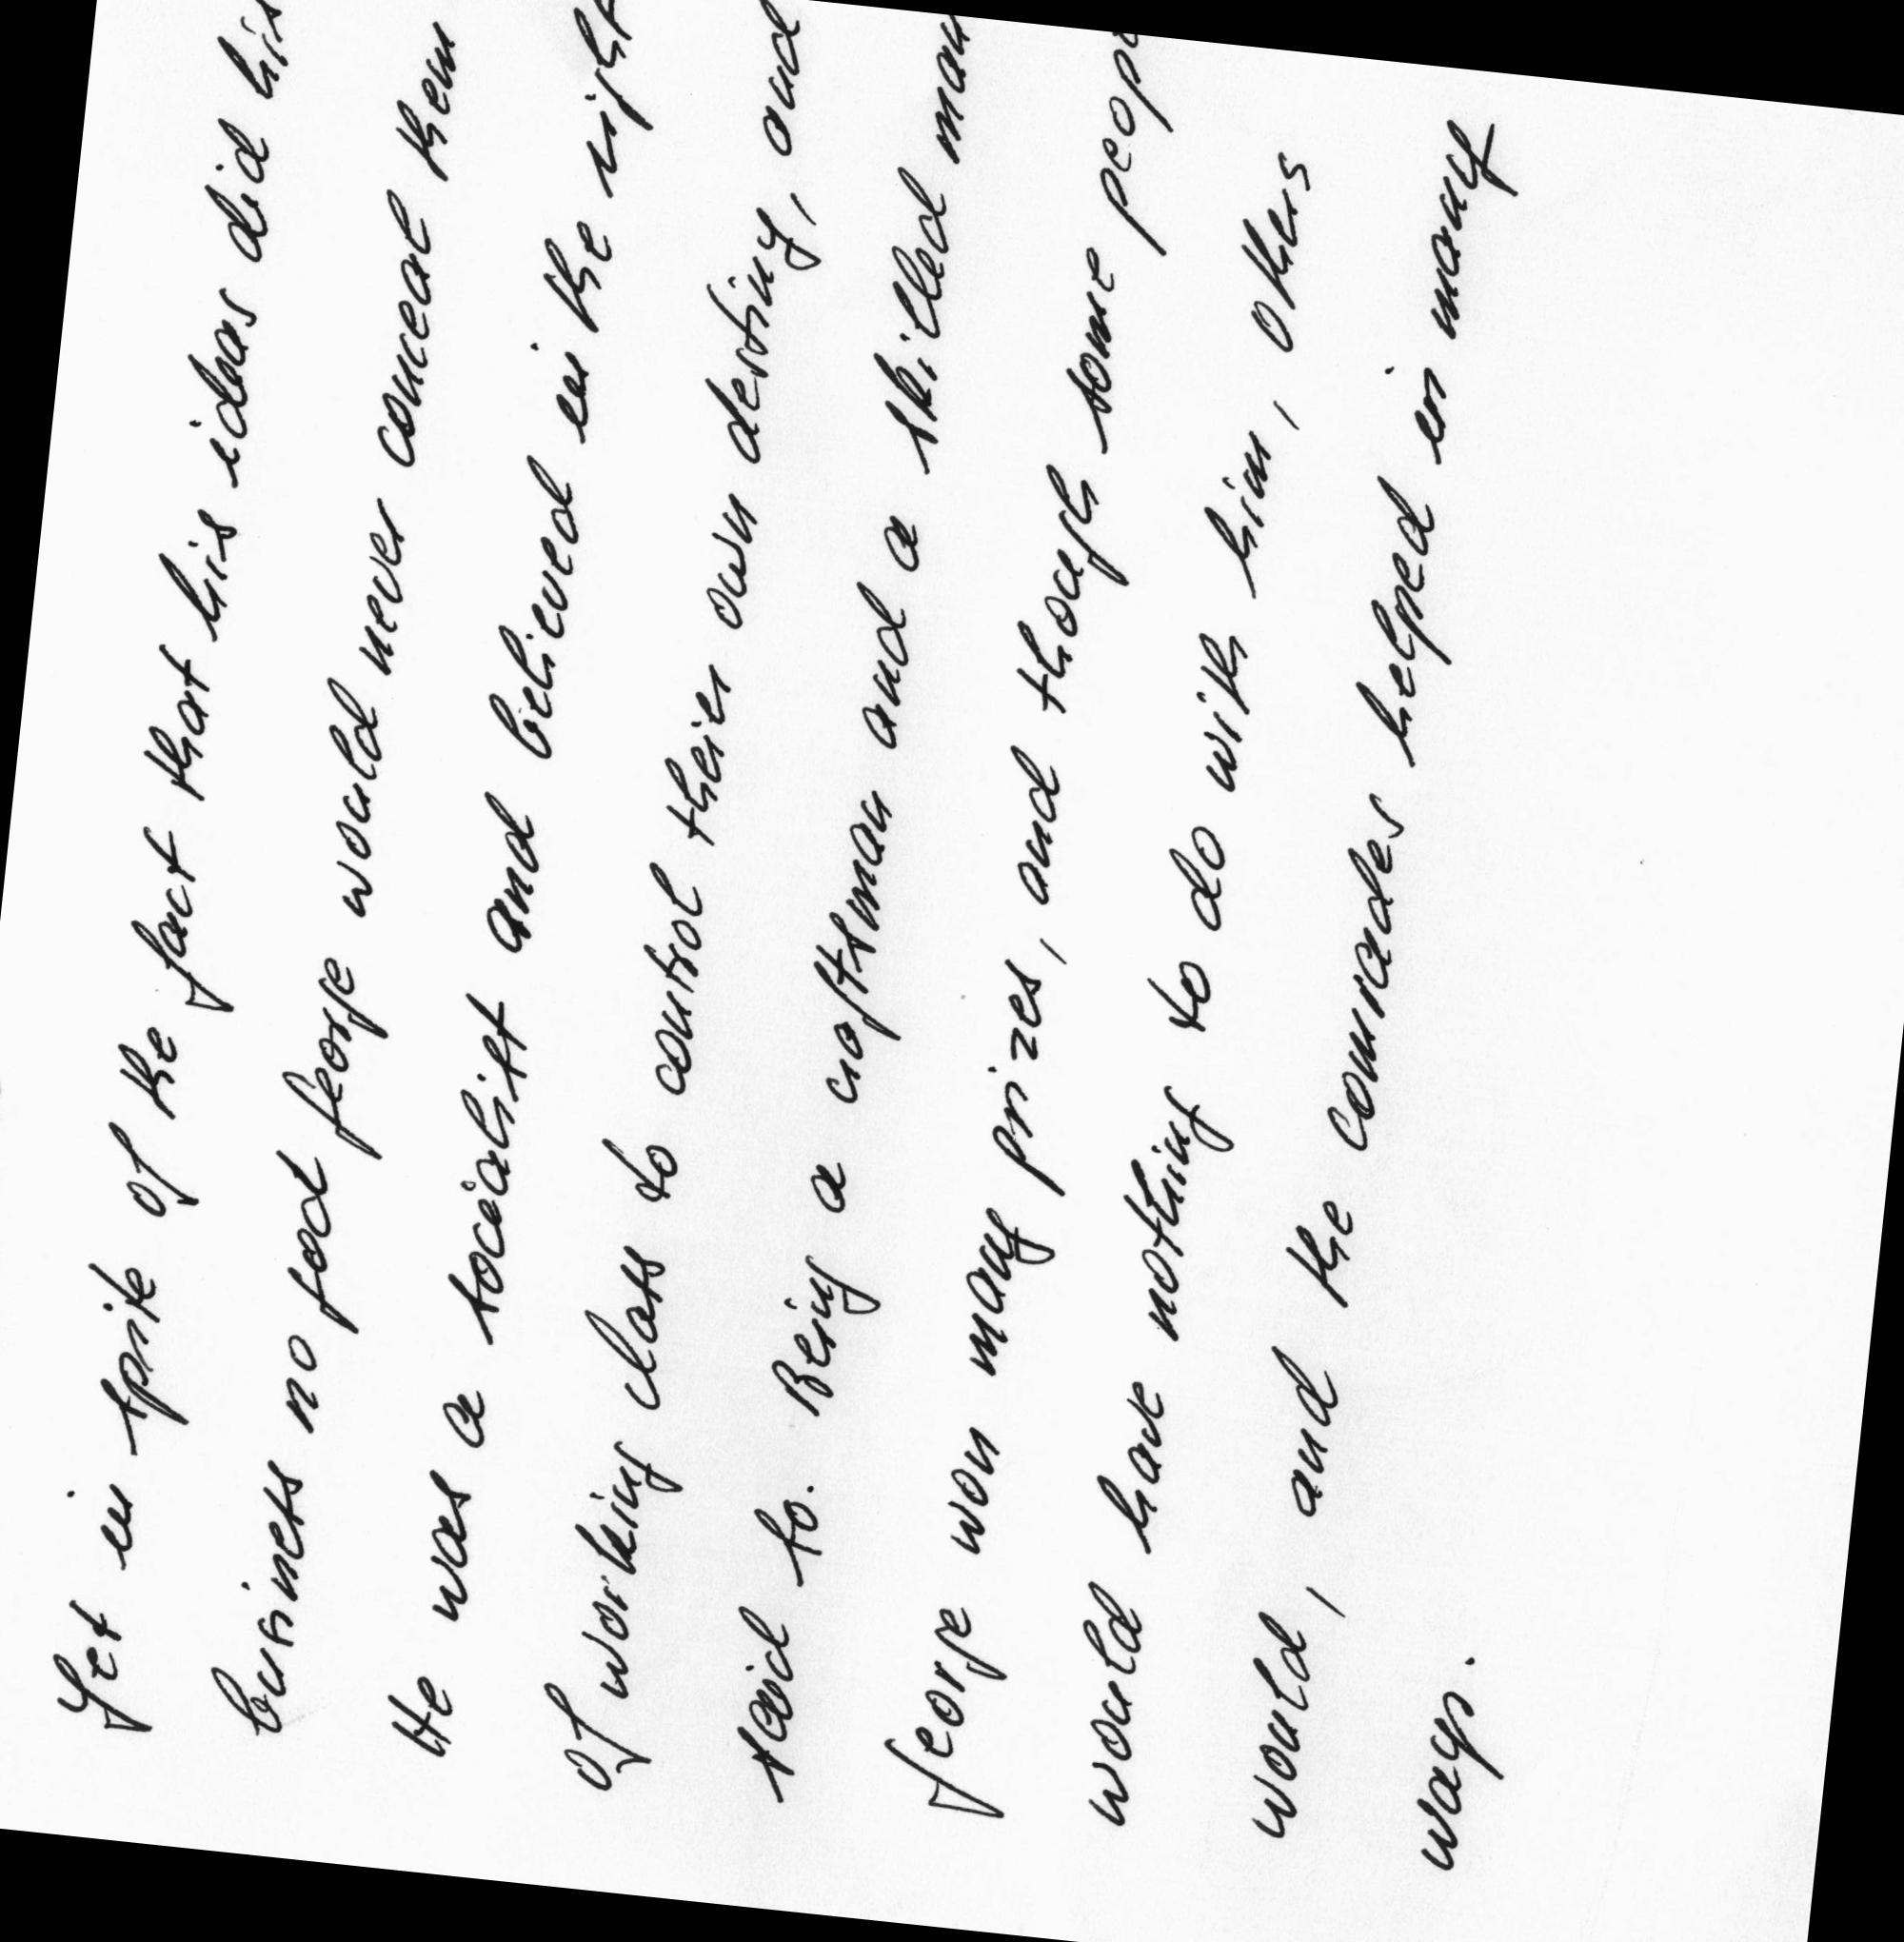 Yet in spite of the fact that his ideas did his
business no good George would never conceal them
He was a socialist and believed in the right
of working class to control their own destiny, and
said so. Being a craftsman and a skilled man
George won many prizes, and though some peopl
would have nothing to do with him, others
would, and the comrades helped in many
ways.